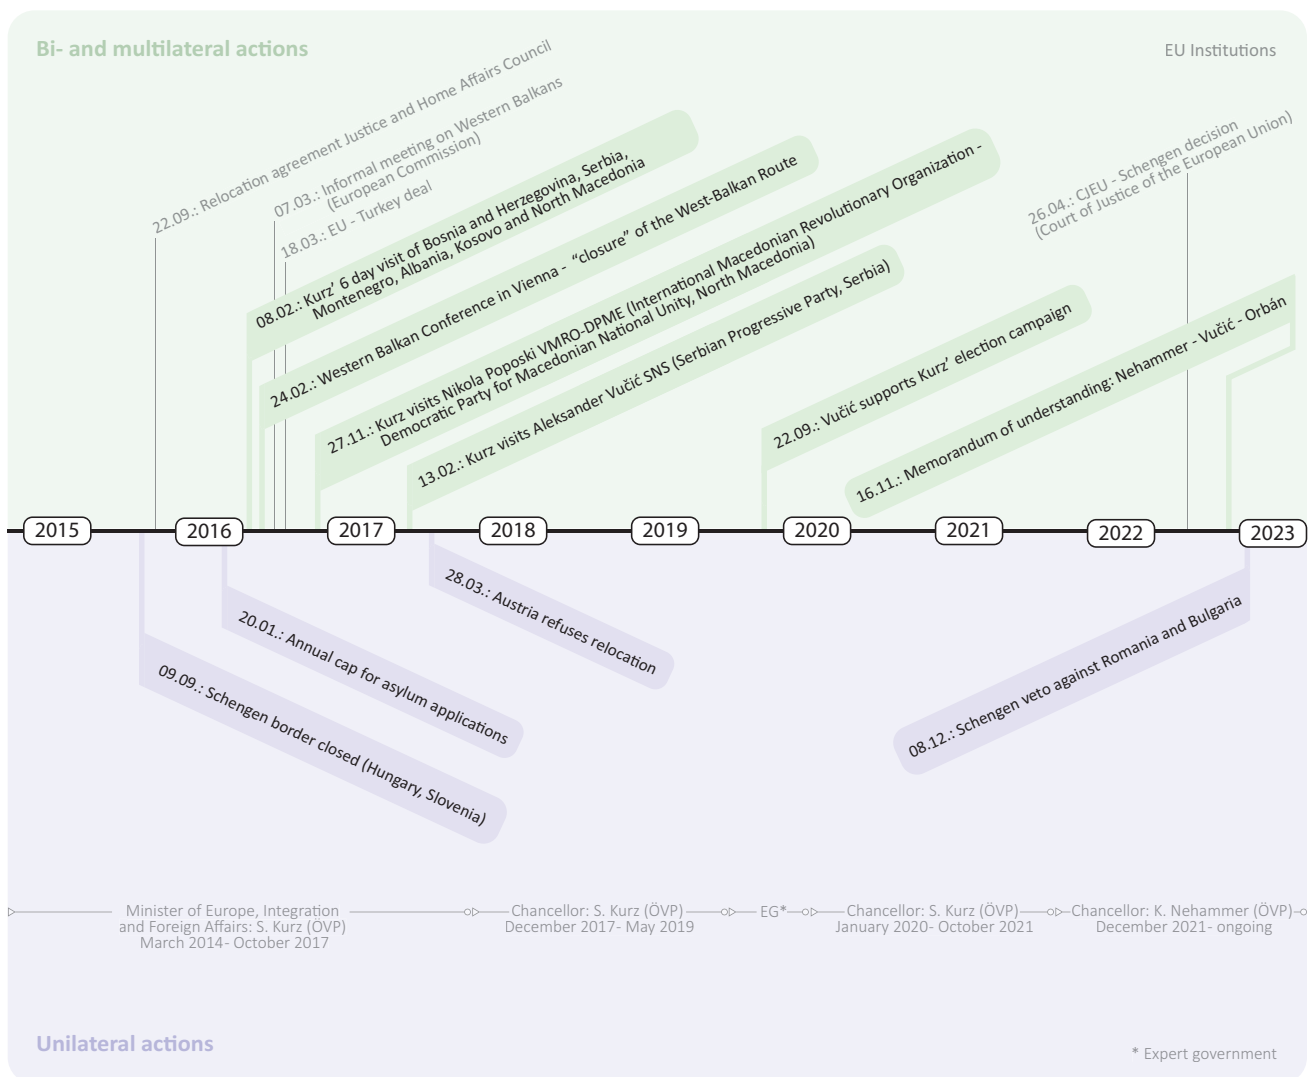 Bi- and multilateral actions
EU Institutions
22.09.: Relocation agreement Justice and Home Affairs Council
07.03.: Informal meeting on Western Balkans
(European Commission)
18.03.: EU - Turkey deal
08.02.: Kurz’ 6 day visit of Bosnia and Herzegovina, Serbia,
Montenegro, Albania, Kosovo and North Macedonia
24.02.: Western Balkan Conference in Vienna - “closure” of the West-Balkan Route
27.11.: Kurz visits Nikola Poposki VMRO-DPME (International Macedonian Revolutionary Organization -
Democratic Party for Macedonian National Unity, North Macedonia)
13.02.: Kurz visits Aleksander Vučić SNS (Serbian Progressive Party, Serbia)
22.09.: Vučić supports Kurz’ election campaign
16.11.: Memorandum of understanding: Nehammer - Vučić - Orbán
26.04.: CJEU - Schengen decision
(Court of Justice of the European Union)
2015
2016
2017
2018
2019
2020
2021
2022
2023
09.09.: Schengen border closed (Hungary, Slovenia)
20.01.: Annual cap for asylum applications
28.03.: Austria refuses relocation
08.12.: Schengen veto against Romania and Bulgaria
Minister of Europe, Integration
and Foreign Affairs: S. Kurz (ÖVP)
March 2014- October 2017
Chancellor: S. Kurz (ÖVP)
December 2017- May 2019
EG*
Chancellor: S. Kurz (ÖVP)
January 2020- October 2021
Chancellor: K. Nehammer (ÖVP)
December 2021- ongoing
Unilateral actions
* Expert government